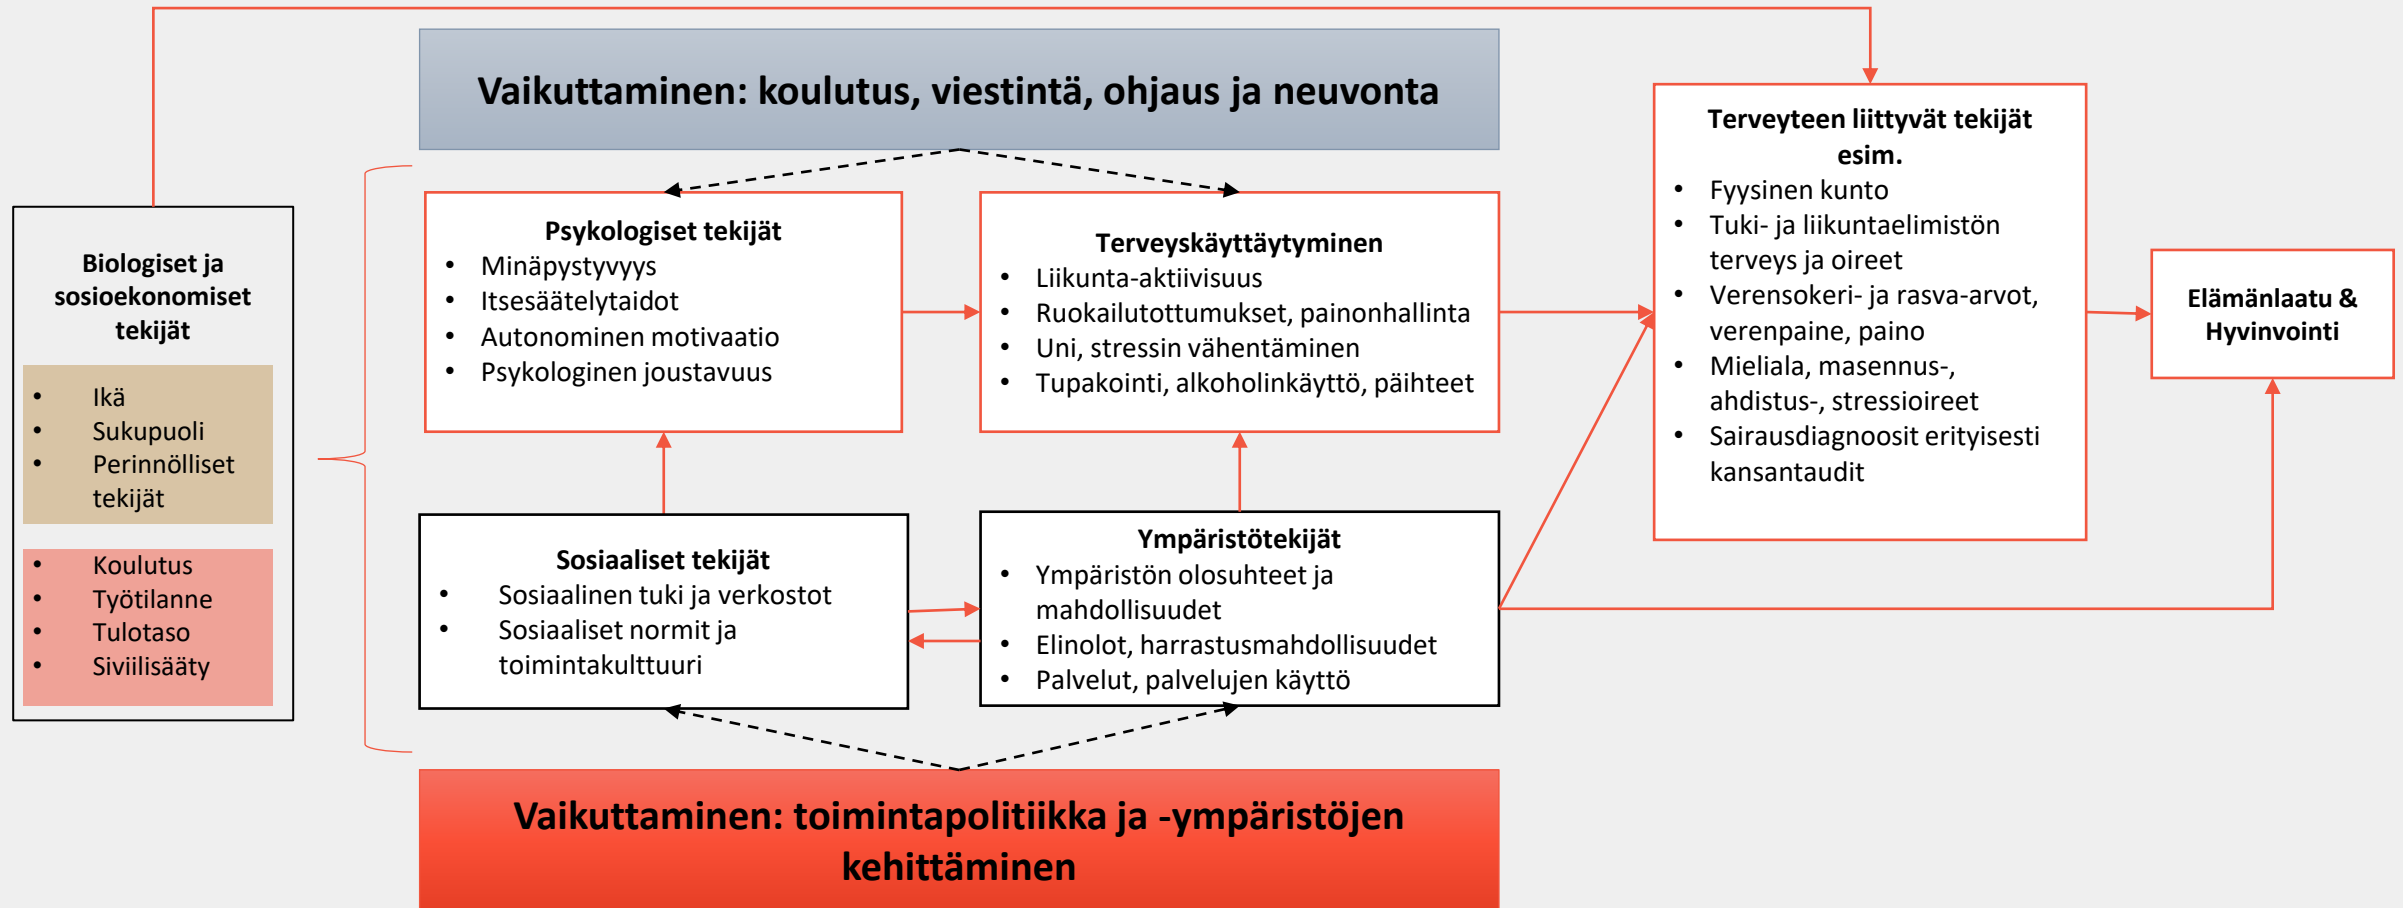 Vaikuttaminen: koulutus, viestintä, ohjaus ja neuvonta
Biologiset ja
sosioekonomiset
tekijät
• Ikä
• Sukupuoli
• Perinnölliset
tekijät
• Koulutus
• Työtilanne
• Tulotaso
• Siviilisääty
Psykologiset tekijät
• Minäpystyvyys
• Itsesäätelytaidot
• Autonominen motivaatio
• Psykologinen joustavuus
Terveyskäyttäytyminen
• Liikunta-aktiivisuus
• Ruokailutottumukset, painonhallinta
• Uni, stressin vähentäminen
• Tupakointi, alkoholinkäyttö, päihteet
Sosiaaliset tekijät
• Sosiaalinen tuki ja verkostot
• Sosiaaliset normit ja
toimintakulttuuri
Ympäristötekijät
• Ympäristön olosuhteet ja
mahdollisuudet
• Elinolot, harrastusmahdollisuudet
• Palvelut, palvelujen käyttö
Terveyteen liittyvät tekijät
esim.
• Fyysinen kunto
• Tuki- ja liikuntaelimistön
terveys ja oireet
• Verensokeri- ja rasva-arvot,
verenpaine, paino
• Mieliala, masennus-,
ahdistus-, stressioireet
• Sairausdiagnoosit erityisesti
kansantaudit
Elämänlaatu &
Hyvinvointi
Vaikuttaminen: toimintapolitiikka ja -ympäristöjen
kehittäminen